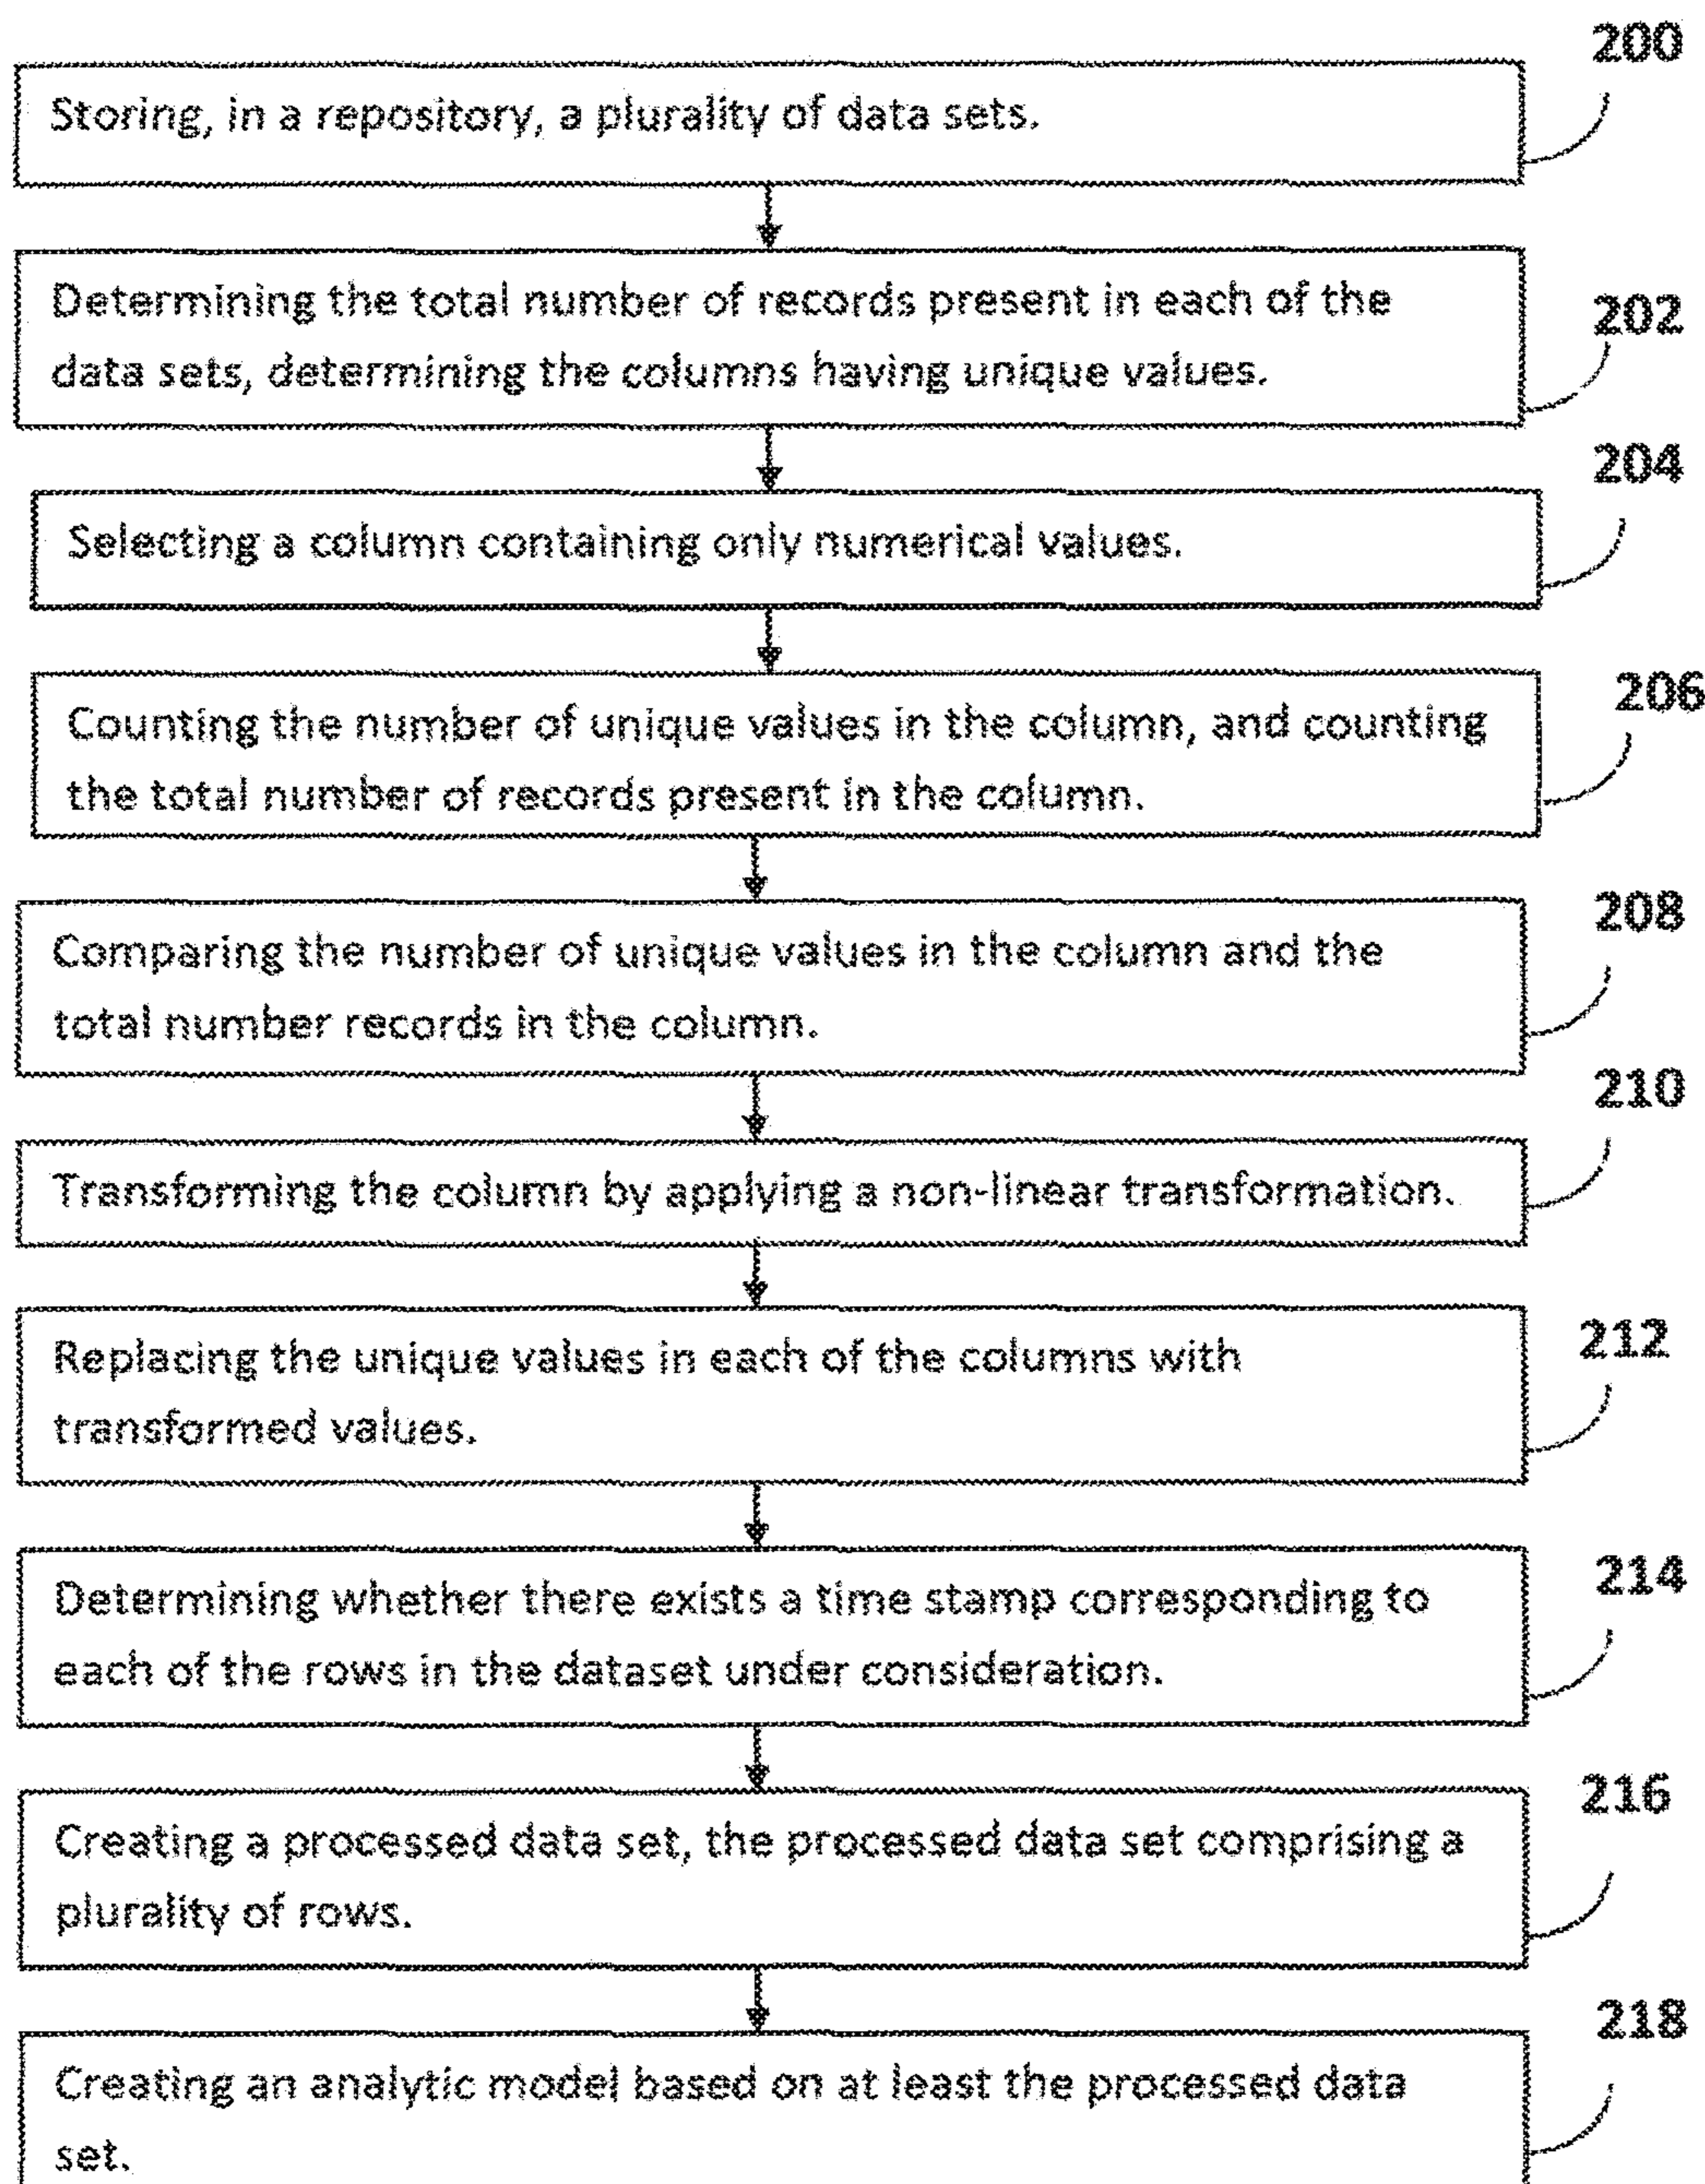 200
Storing, in a repository, a plurality of data sets.
Determining the total number of records present in each of the
202
data sets, determining the columns having unique values.
204
Selecting a column containing only numerical values.
206
Counting the number of unique values in the column, and counting
the total number of records present in the column.
208
Comparing the number of unique values in the column and the
total number records in the column.
210
Transforming the column by applying a non-linear transformation.
212
Replacing the unique values in each of the columns with
transformed values.
214
Determining whether there exists a time stamp corresponding to
each of the rows in the dataset under consideration.
216
Creating a processed data set, the processed data set comprising a
plurality of rows.
218
Creating an analytic model based on at least the processed data
set.